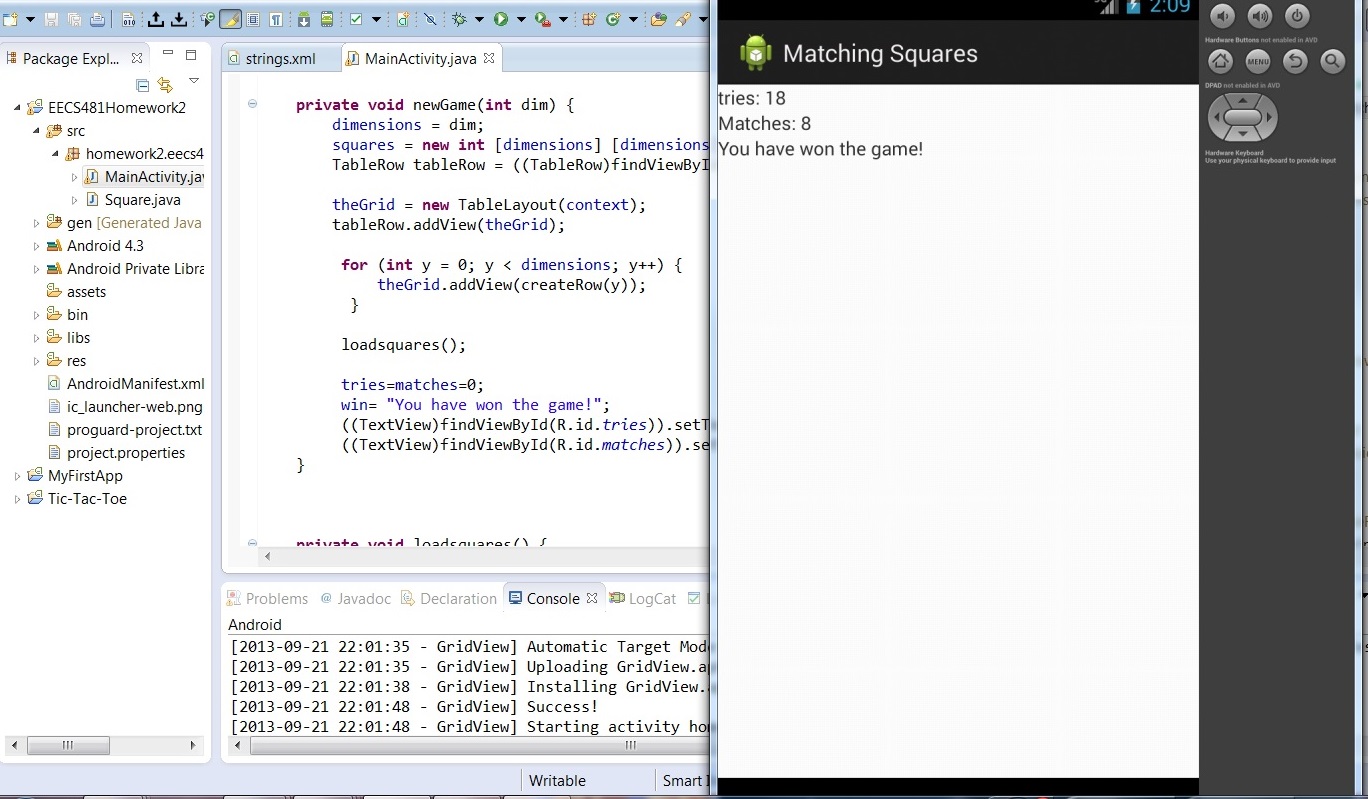 Package Expl...
EECS481Homework2
src
homework2.eecs4
MainActivity.jav
Square.java
gen [Generated Java
Android 4.3
Android Private Libra
assets
bin
libs
res
AndroidManifest.xml
ic_launcher-web.png
proguard-project.txt
project.properties
MyFirstApp
Tic-Tac-Toe
strings.xml
MainActivity.java
private void newGame(int dim) {
dimensions = dim;
squares = new int [dimensions] [dimensions
TableRow tableRow = ((TableRow)findViewByI
theGrid = new TableLayout(context);
tableRow.addView(theGrid);
for (int y = 0; y < dimensions; y++) {
theGrid.addView(createRow(y));
}
loadsquares();
tries=matches=0;
win= "You have won the game!";
((TextView)findViewById(R.id.tries)).setT
((TextView)findViewById(R.id.matches)).se
}
private void loadsquares() {
Problems
Javadoc
Declaration
Console
LogCat
Android
[2013-09-21 22:01:35 - GridView] Automatic Target Mod
[2013-09-21 22:01:35 - GridView] Uploading GridView.ap
[2013-09-21 22:01:38 - GridView] Installing GridView.
[2013-09-21 22:01:48 - GridView] Success!
[2013-09-21 22:01:48 - GridView] Starting activity ho
Writable
Smart I
2:09
Matching Squares
tries: 18
Matches: 8
You have won the game!
Hardware Buttons not enabled in AVD
MENU
DPAD not enabled in AVD
Hardware Keyboard
Use your physical keyboard to provide input